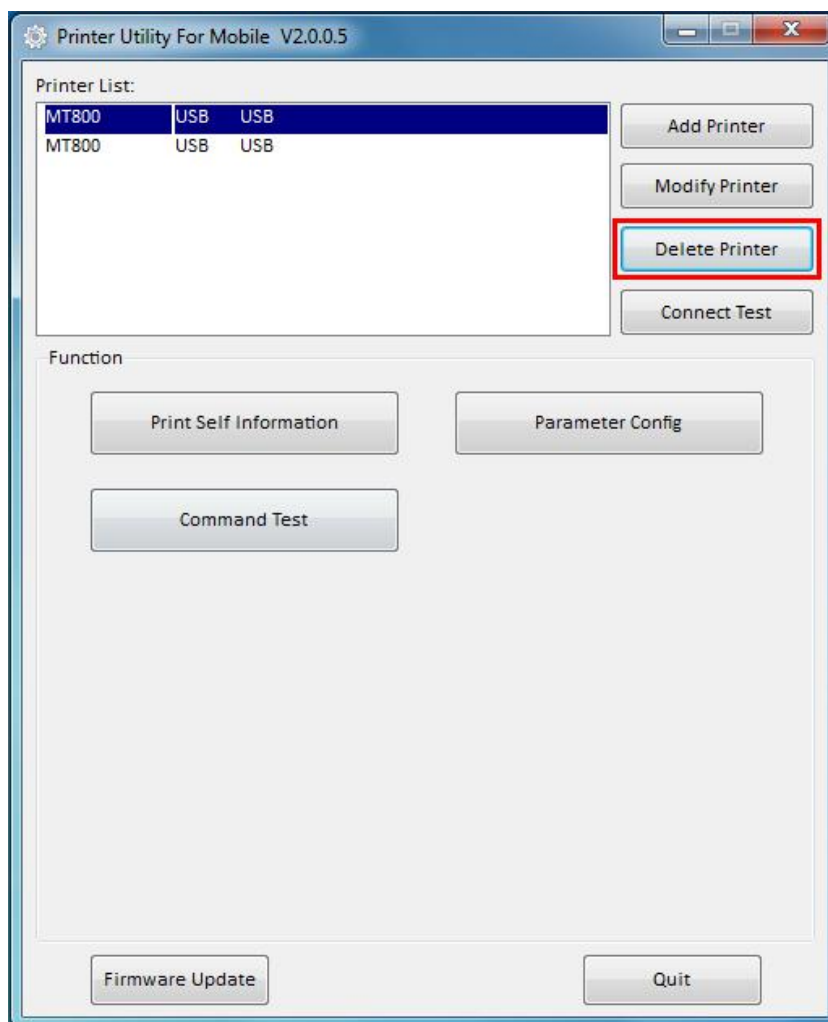 Printer Utility For Mobile V2.0.0.5
Printer List:
MT800 USB USB
MT800 USB USB
Add Printer
Modify Printer
Delete Printer
Connect Test
Function
Print Self Information
Parameter Config
Command Test
Firmware Update
Quit